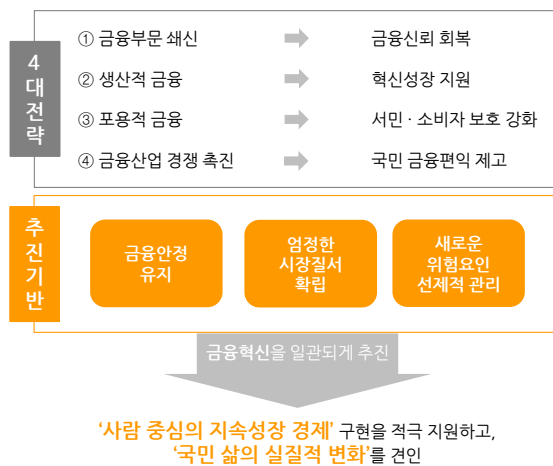 4대전략
① 금융부문 쇄신 금융신뢰 회복
② 생산적 금융 혁신성장 지원
③ 포용적 금융 서민 · 소비자 보호 강화
④ 금융산업 경쟁 촉진 국민 금융편익 제고
추진기반
금융안정
유지
엄정한
시장질서
확립
새로운
위험요인
선제적 관리
금융혁신을 일관되게 추진
‘사람 중심의 지속성장 경제’ 구현을 적극 지원하고,
‘국민 삶의 실질적 변화’를 견인